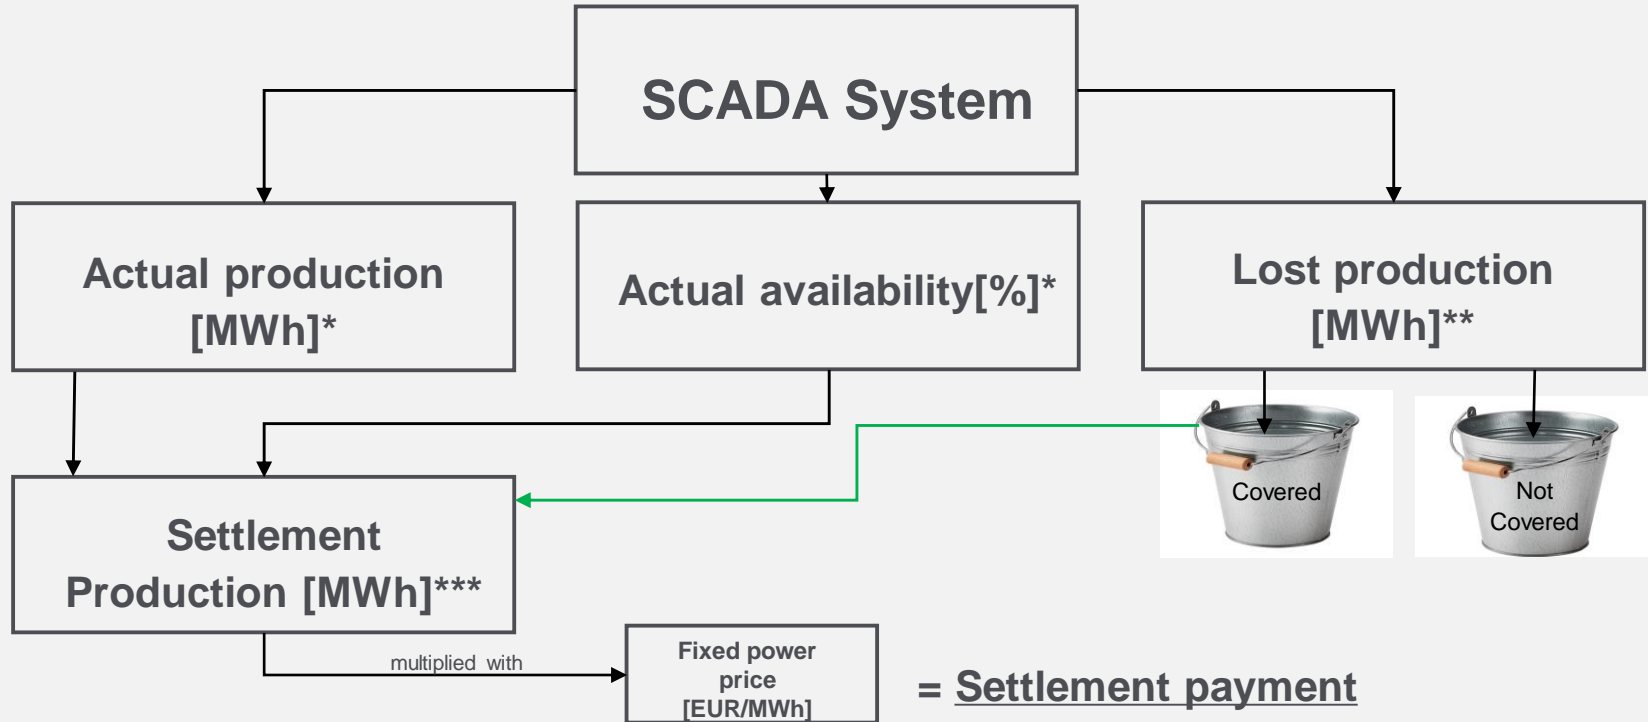 SCADA System
Actual production
[MWh]*
Actual availability[%]*
Lost production
[MWh]**
Covered
Not
Covered
Settlement
Production [MWh]***
multiplied with
Fixed power
price
[EUR/MWh]
= Settlement payment